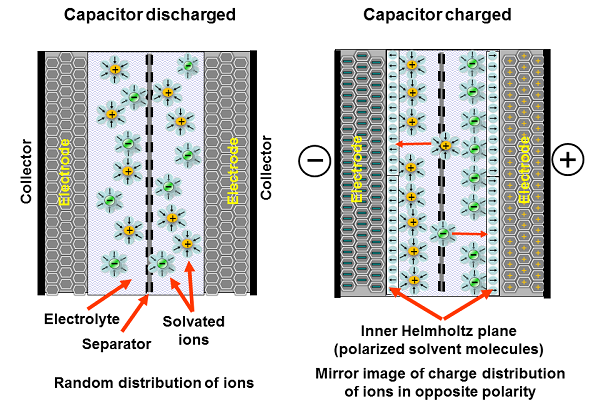 Capacitor discharged
Capacitor charged
Collector
Electrode
Electrode
Collector
Electrode
Electrode
−
+
Electrolyte
Separator
Solvated
ions
Inner Helmholtz plane
(polarized solvent molecules)
Random distribution of ions
Mirror image of charge distribution
of ions in opposite polarity